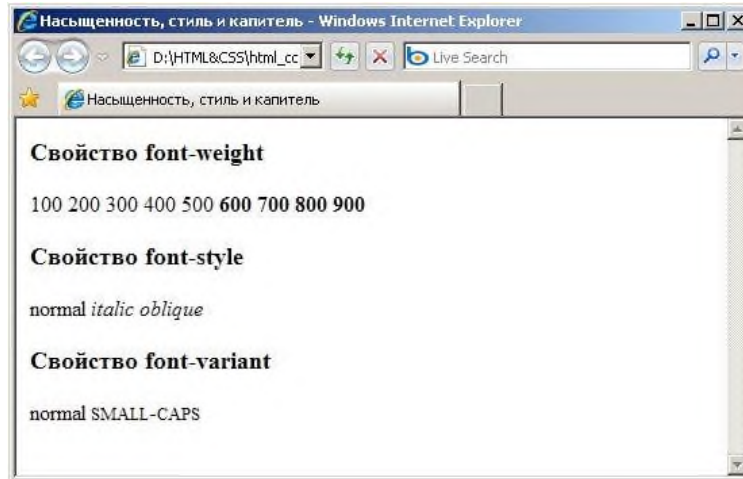 Насыщенность, стиль и капитель - Windows Internet Explorer
D:\HTML&CSS\html_cc
Live Search
Насыщенность, стиль и капитель
Свойство font-weight
100 200 300 400 500 600 700 800 900
Свойство font-style
normal italic oblique
Свойство font-variant
normal SMALL-CAPS